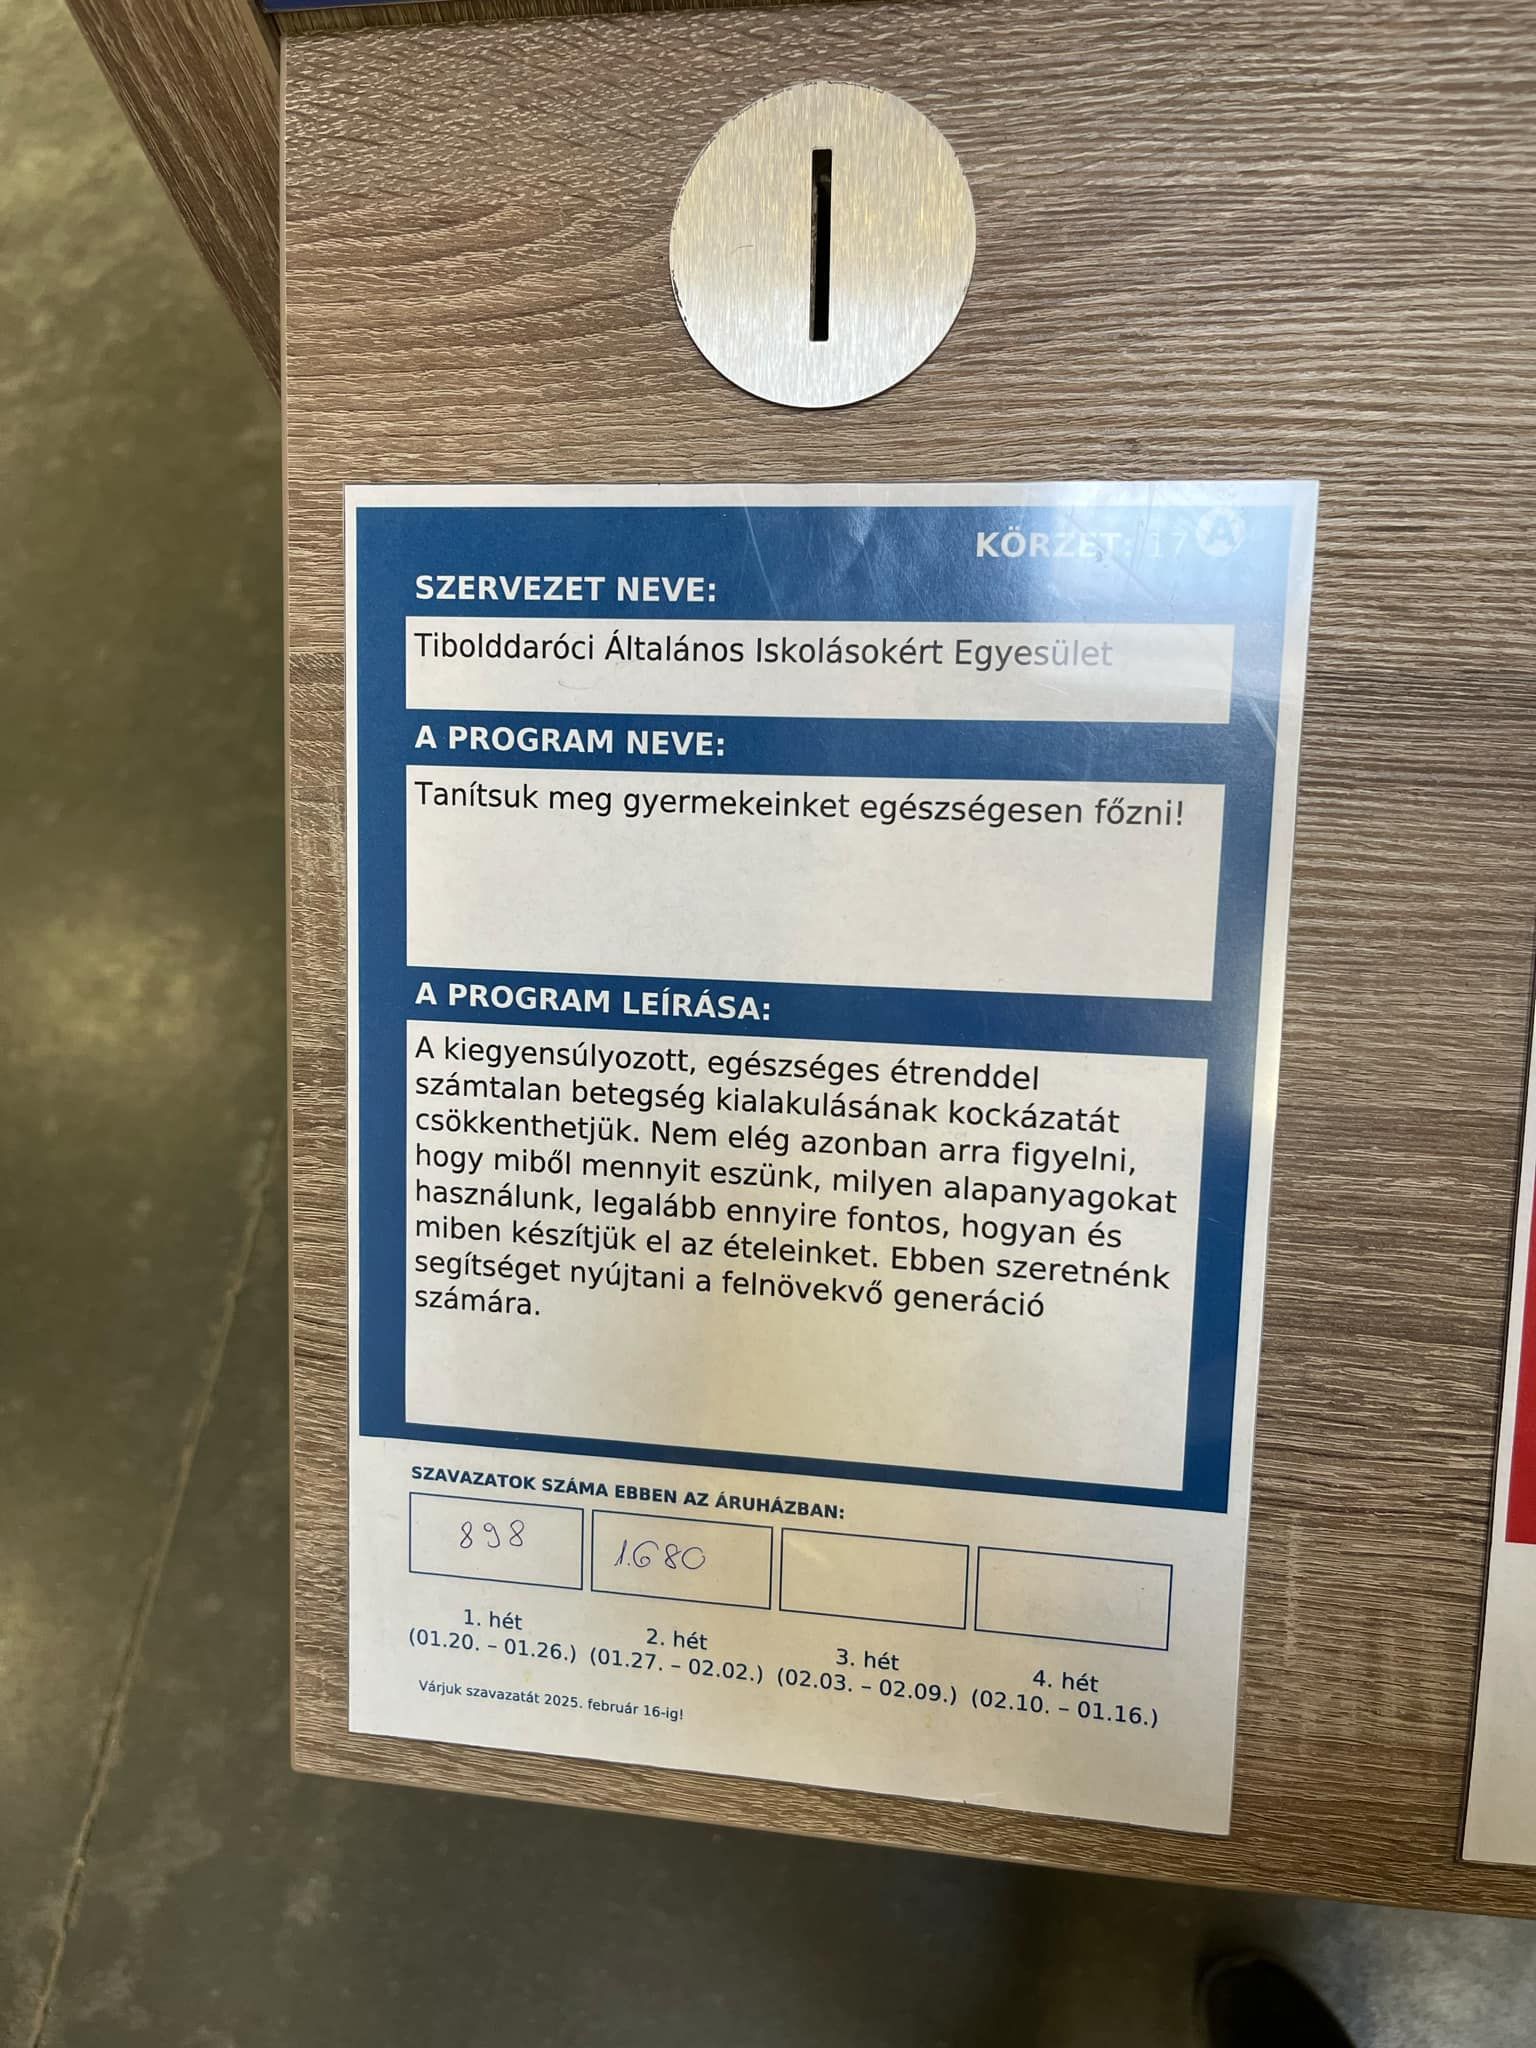 KÖRZET: 17 A
SZERVEZET NEVE:
Tibolddaróci Általános Iskolásokért Egyesület
A PROGRAM NEVE:
Tanítsuk meg gyermekeinket egészségesen főzni!
A PROGRAM LEÍRÁSA:
A kiegyensúlyozott, egészséges étrenddel
számtalan betegség kialakulásának kockázatát
csökkenthetjük. Nem elég azonban arra figyelni,
hogy miből mennyit eszünk, milyen alapanyagokat
használunk, legalább ennyire fontos, hogyan és
miben készítjük el az ételeinket. Ebben szeretnénk
segítséget nyújtani a felnövekvő generáció
számára.
SZAVAZATOK SZÁMA EBBEN AZ ÁRUHÁZBAN:
898 1.680
1. hét 2. hét 3. hét 4. hét
(01.20. – 01.26.) (01.27. – 02.02.) (02.03. – 02.09.) (02.10. – 01.16.)
Várjuk szavazatát 2025. február 16-ig!